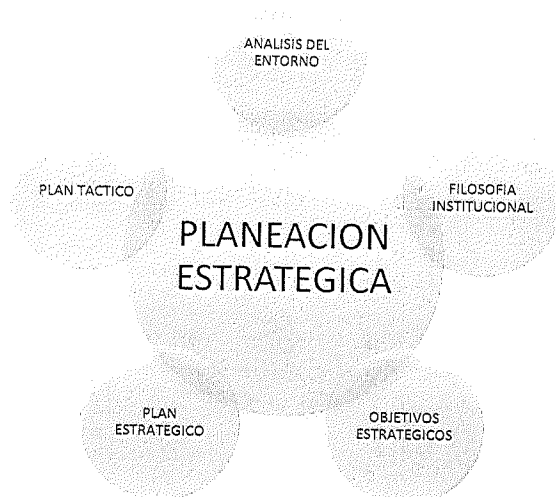 ANALISIS DEL
ENTORNO
PLAN TACTICO
FILOSOFIA
INSTITUCIONAL
PLANEACION
ESTRATEGICA
PLAN
ESTRATEGICO
OBJETIVOS
ESTRATEGICOS